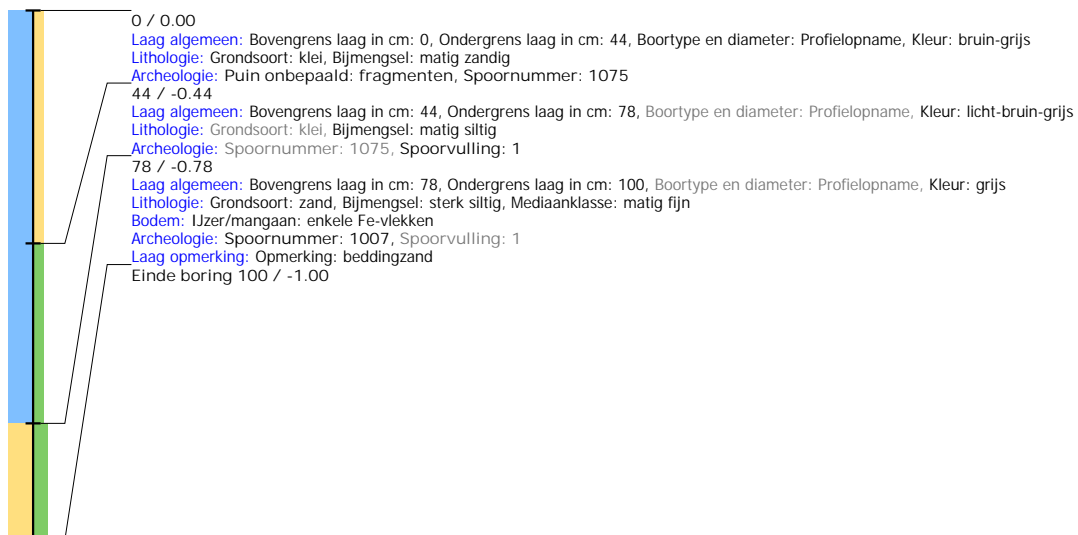 0 / 0.00
Laag algemeen: Bovengrens laag in cm: 0, Ondergrens laag in cm: 44, Boortype en diameter: Profielopname, Kleur: bruin-grijs
Lithologie: Grondsoort: klei, Bijmengsel: matig zandig
Archeologie: Puin onbepaald: fragmenten, Spoornummer: 1075
44 / -0.44
Laag algemeen: Bovengrens laag in cm: 44, Ondergrens laag in cm: 78, Boortype en diameter: Profielopname, Kleur: licht-bruin-grijs
Lithologie: Grondsoort: klei, Bijmengsel: matig siltig
Archeologie: Spoornummer: 1075, Spoorvulling: 1
78 / -0.78
Laag algemeen: Bovengrens laag in cm: 78, Ondergrens laag in cm: 100, Boortype en diameter: Profielopname, Kleur: grijs
Lithologie: Grondsoort: zand, Bijmengsel: sterk siltig, Mediaanklasse: matig fijn
Bodem: IJzer/mangaan: enkele Fe-vlekken
Archeologie: Spoornummer: 1007, Spoorvulling: 1
Laag opmerking: Opmerking: beddingzand
Einde boring 100 / -1.00